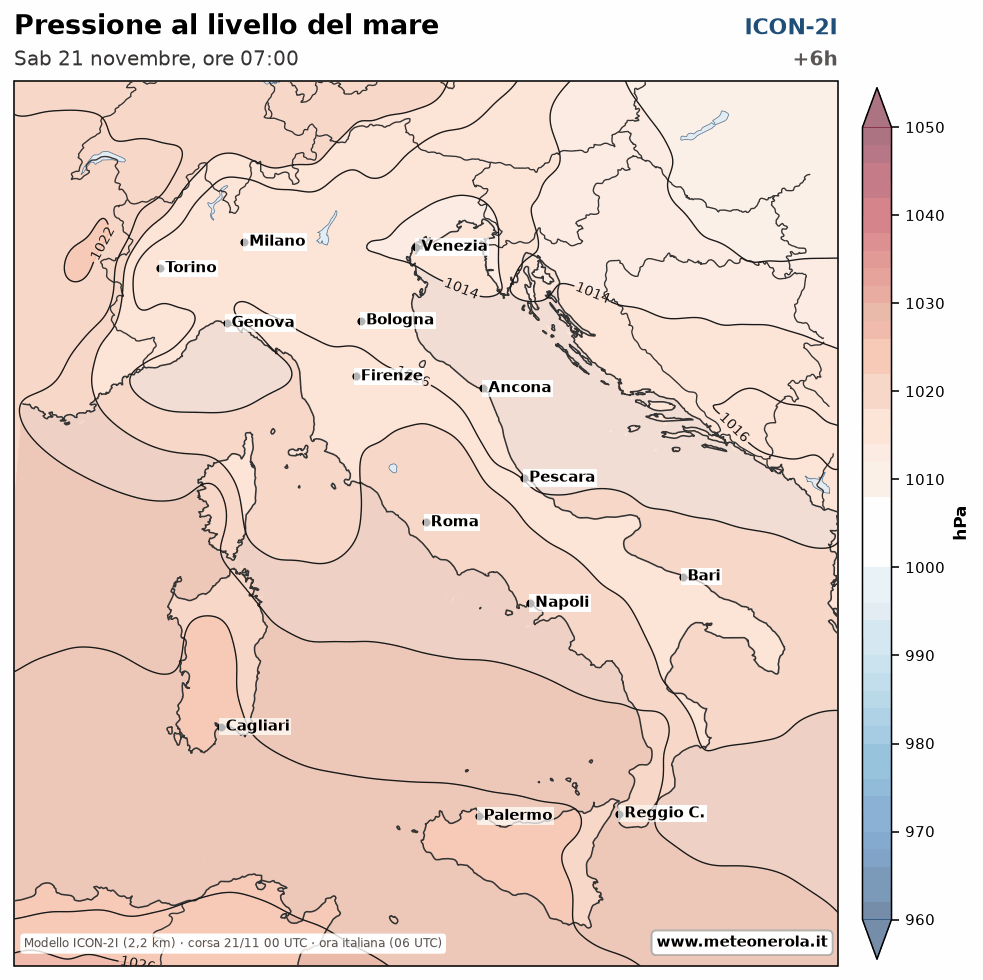 Pressione al livello del mare
ICON-2I
Sab 21 novembre, ore 07:00
+6h
1022
Milano
Venezia
Torino
1014
1014
Genova
Bologna
Firenze
Ancona
1016
Pescara
Roma
Bari
Napoli
Cagliari
Palermo
Reggio C.
1026
Modello ICON-2I (2,2 km) · corsa 21/11 00 UTC · ora italiana (06 UTC)
www.meteonerola.it
1050
1040
1030
1020
1010
1000
990
980
970
960
hPa